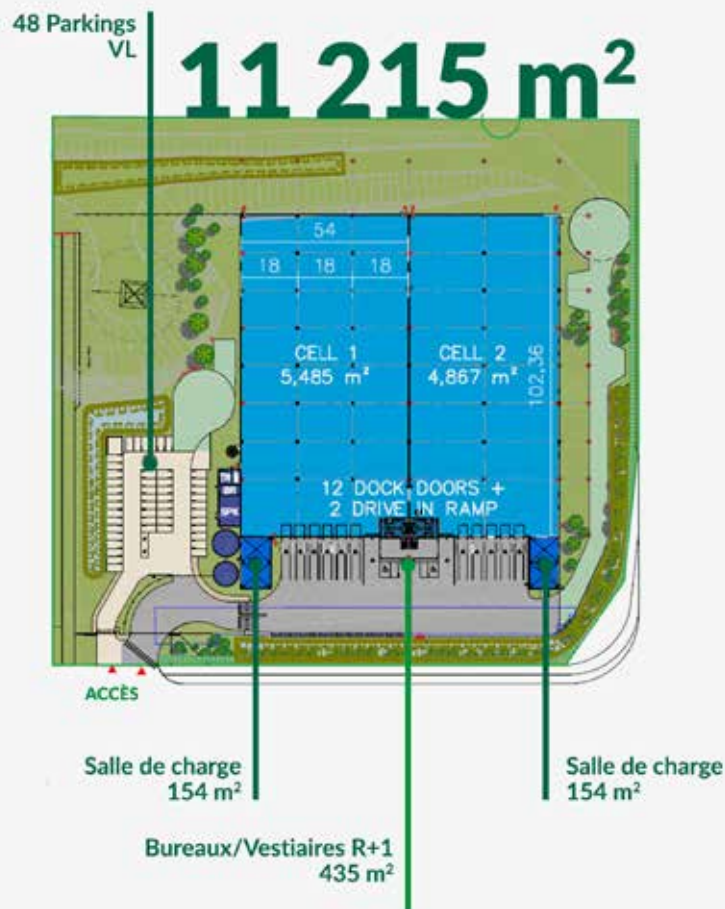 48 Parkings
VL
11 215 m²
54
18 18 18
CELL 1
5,485 m²
CELL 2
4,867 m²
102,36
12 DOCK DOORS +
2 DRIVE IN RAMP
SPK
ACCÈS
Salle de charge
154 m²
Salle de charge
154 m²
Bureaux/Vestiaires R+1
435 m²